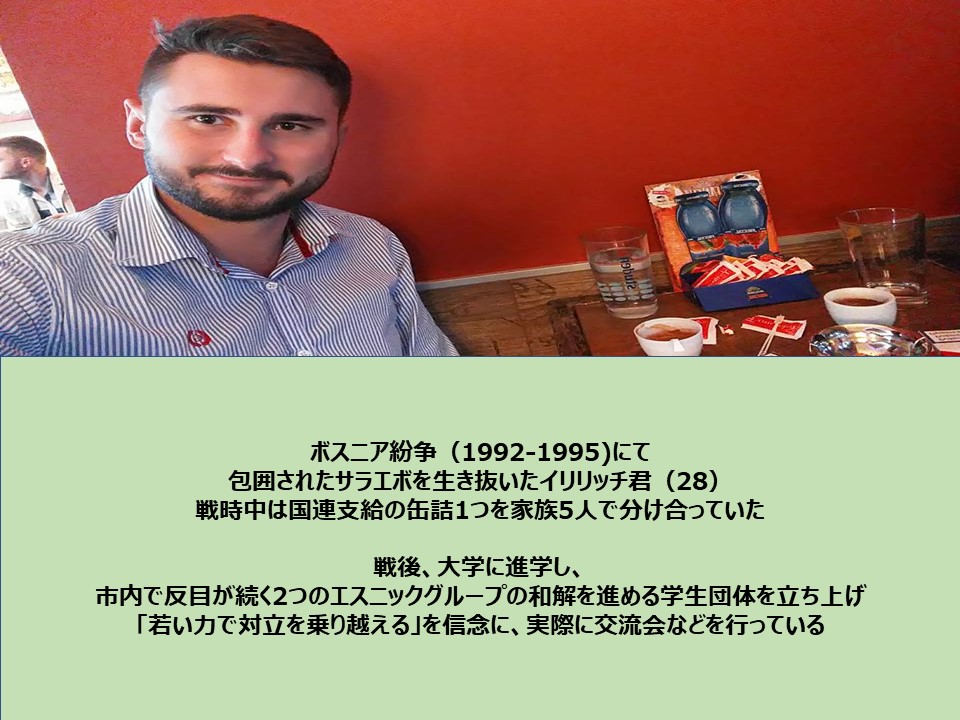 studen
ボスニア紛争（1992-1995)にて
包囲されたサラエボを生き抜いたイリリッチ君（28）
戦時中は国連支給の缶詰1つを家族5人で分け合っていた
戦後、大学に進学し、
市内で反目が続く2つのエスニックグループの和解を進める学生団体を立ち上げ
「若い力で対立を乗り越える」を信念に、実際に交流会などを行っている